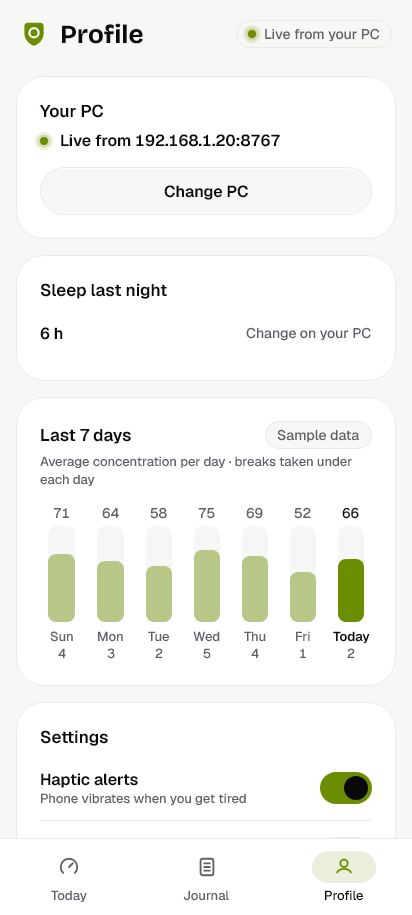 Profile
Live from your PC
Your PC
Live from 192.168.1.20:8767
Change PC
Sleep last night
6 h
Change on your PC
Last 7 days
Sample data
Average concentration per day · breaks taken under
each day
71 64 58 75 69 52 66
Sun Mon Tue Wed Thu Fri Today
4 3 2 5 4 1 2
Settings
Haptic alerts
Phone vibrates when you get tired
Today Journal Profile